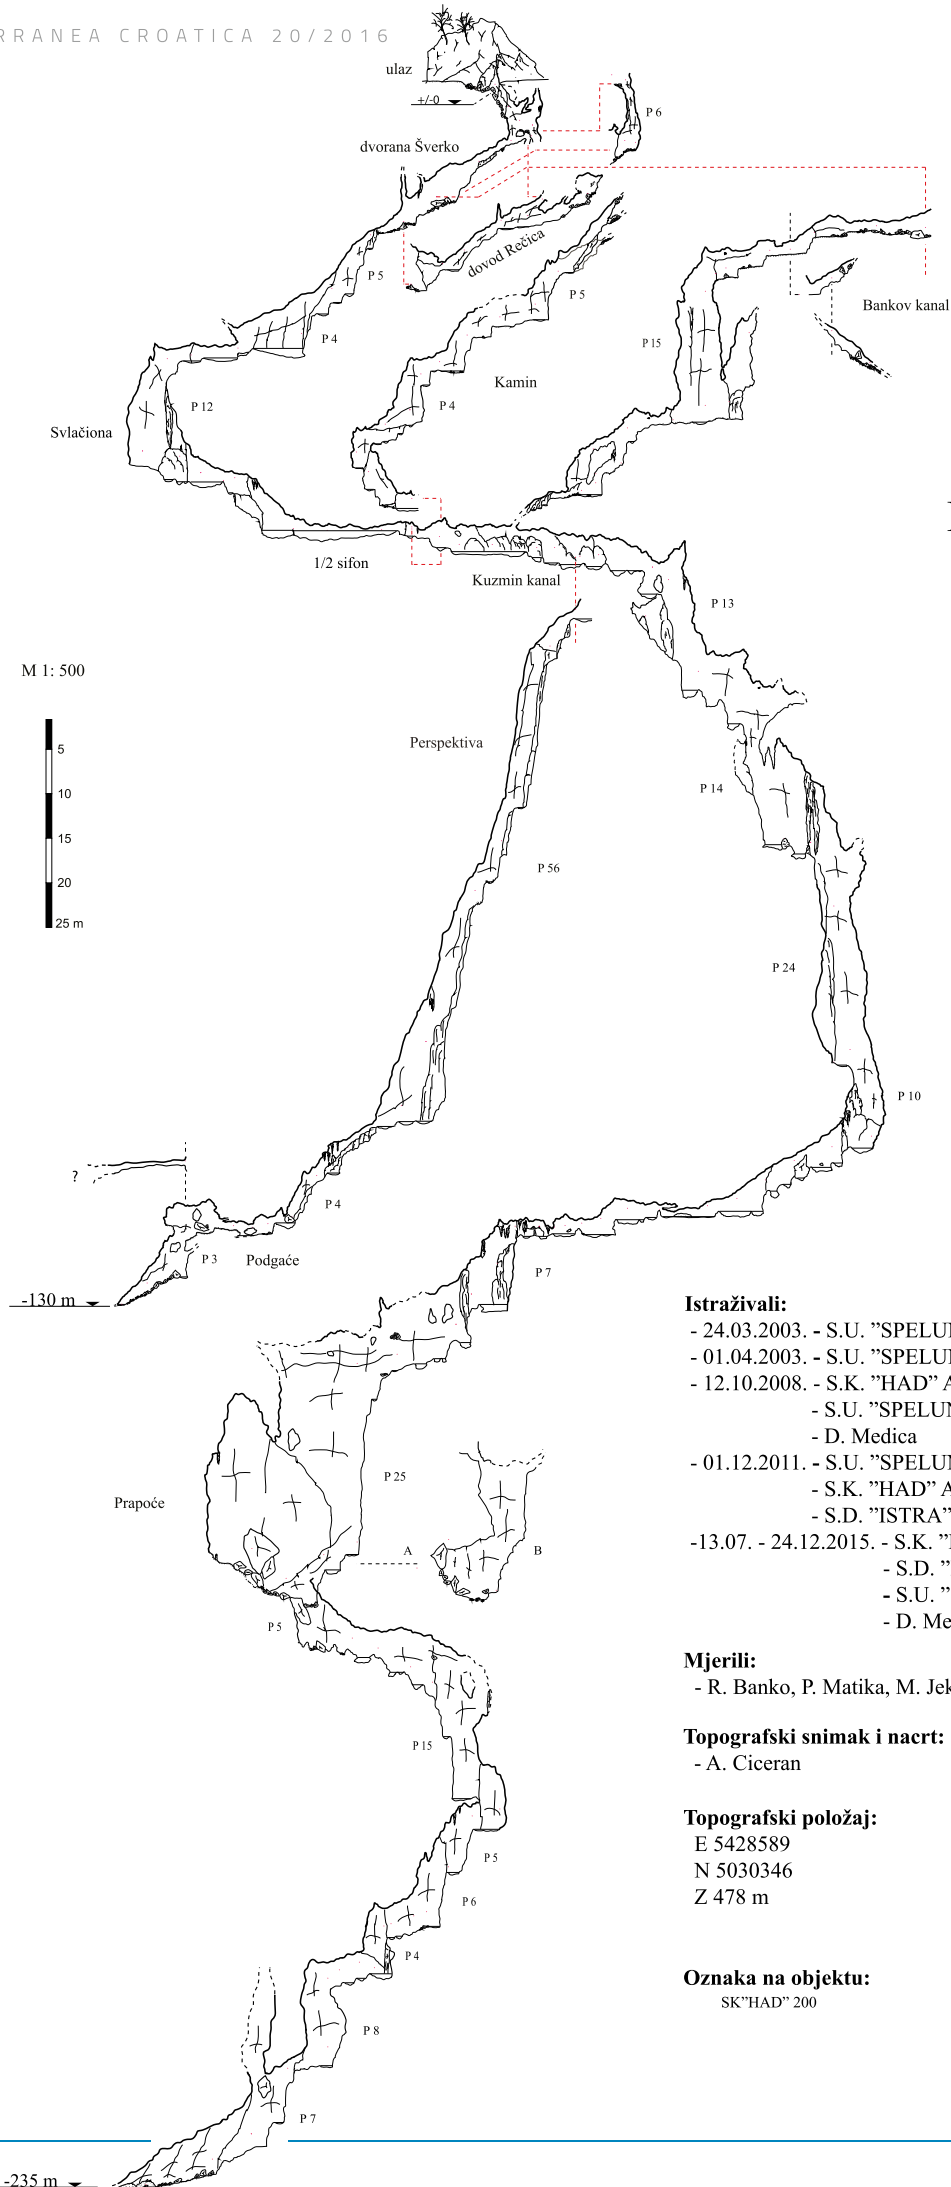 RRANEA CROATICA 20/2016
ulaz
+/-0
P 6
dvorana Šverko
dovod Rečica
P 5
P 5
Bankov kanal
P 4
P 15
Kamin
P 12
P 4
Svlačiona
1/2 sifon
Kuzmin kanal
P 13
M 1: 500
5
10
15
20
25 m
Perspektiva
P 14
P 56
P 24
P 10
?
P 4
P 3
Podgaće
P 7
-130 m
P 25
Prapoće
A
B
P 5
P 15
P 5
P 6
P 4
P 8
P 7
-235 m
Istraživali:
- 24.03.2003. - S.U. ”SPELU
- 01.04.2003. - S.U. ”SPELU
- 12.10.2008. - S.K. ”HAD” A
- S.U. ”SPELU
- D. Medica
- 01.12.2011. - S.U. ”SPELU
- S.K. ”HAD” A
- S.D. ”ISTRA”
-13.07. - 24.12.2015. - S.K. ”
- S.D. ”
- S.U. ”
- D. Me
Mjerili:
- R. Banko, P. Matika, M. Jek
Topografski snimak i nacrt:
- A. Ciceran
Topografski položaj:
E 5428589
N 5030346
Z 478 m
Oznaka na objektu:
SK”HAD” 200